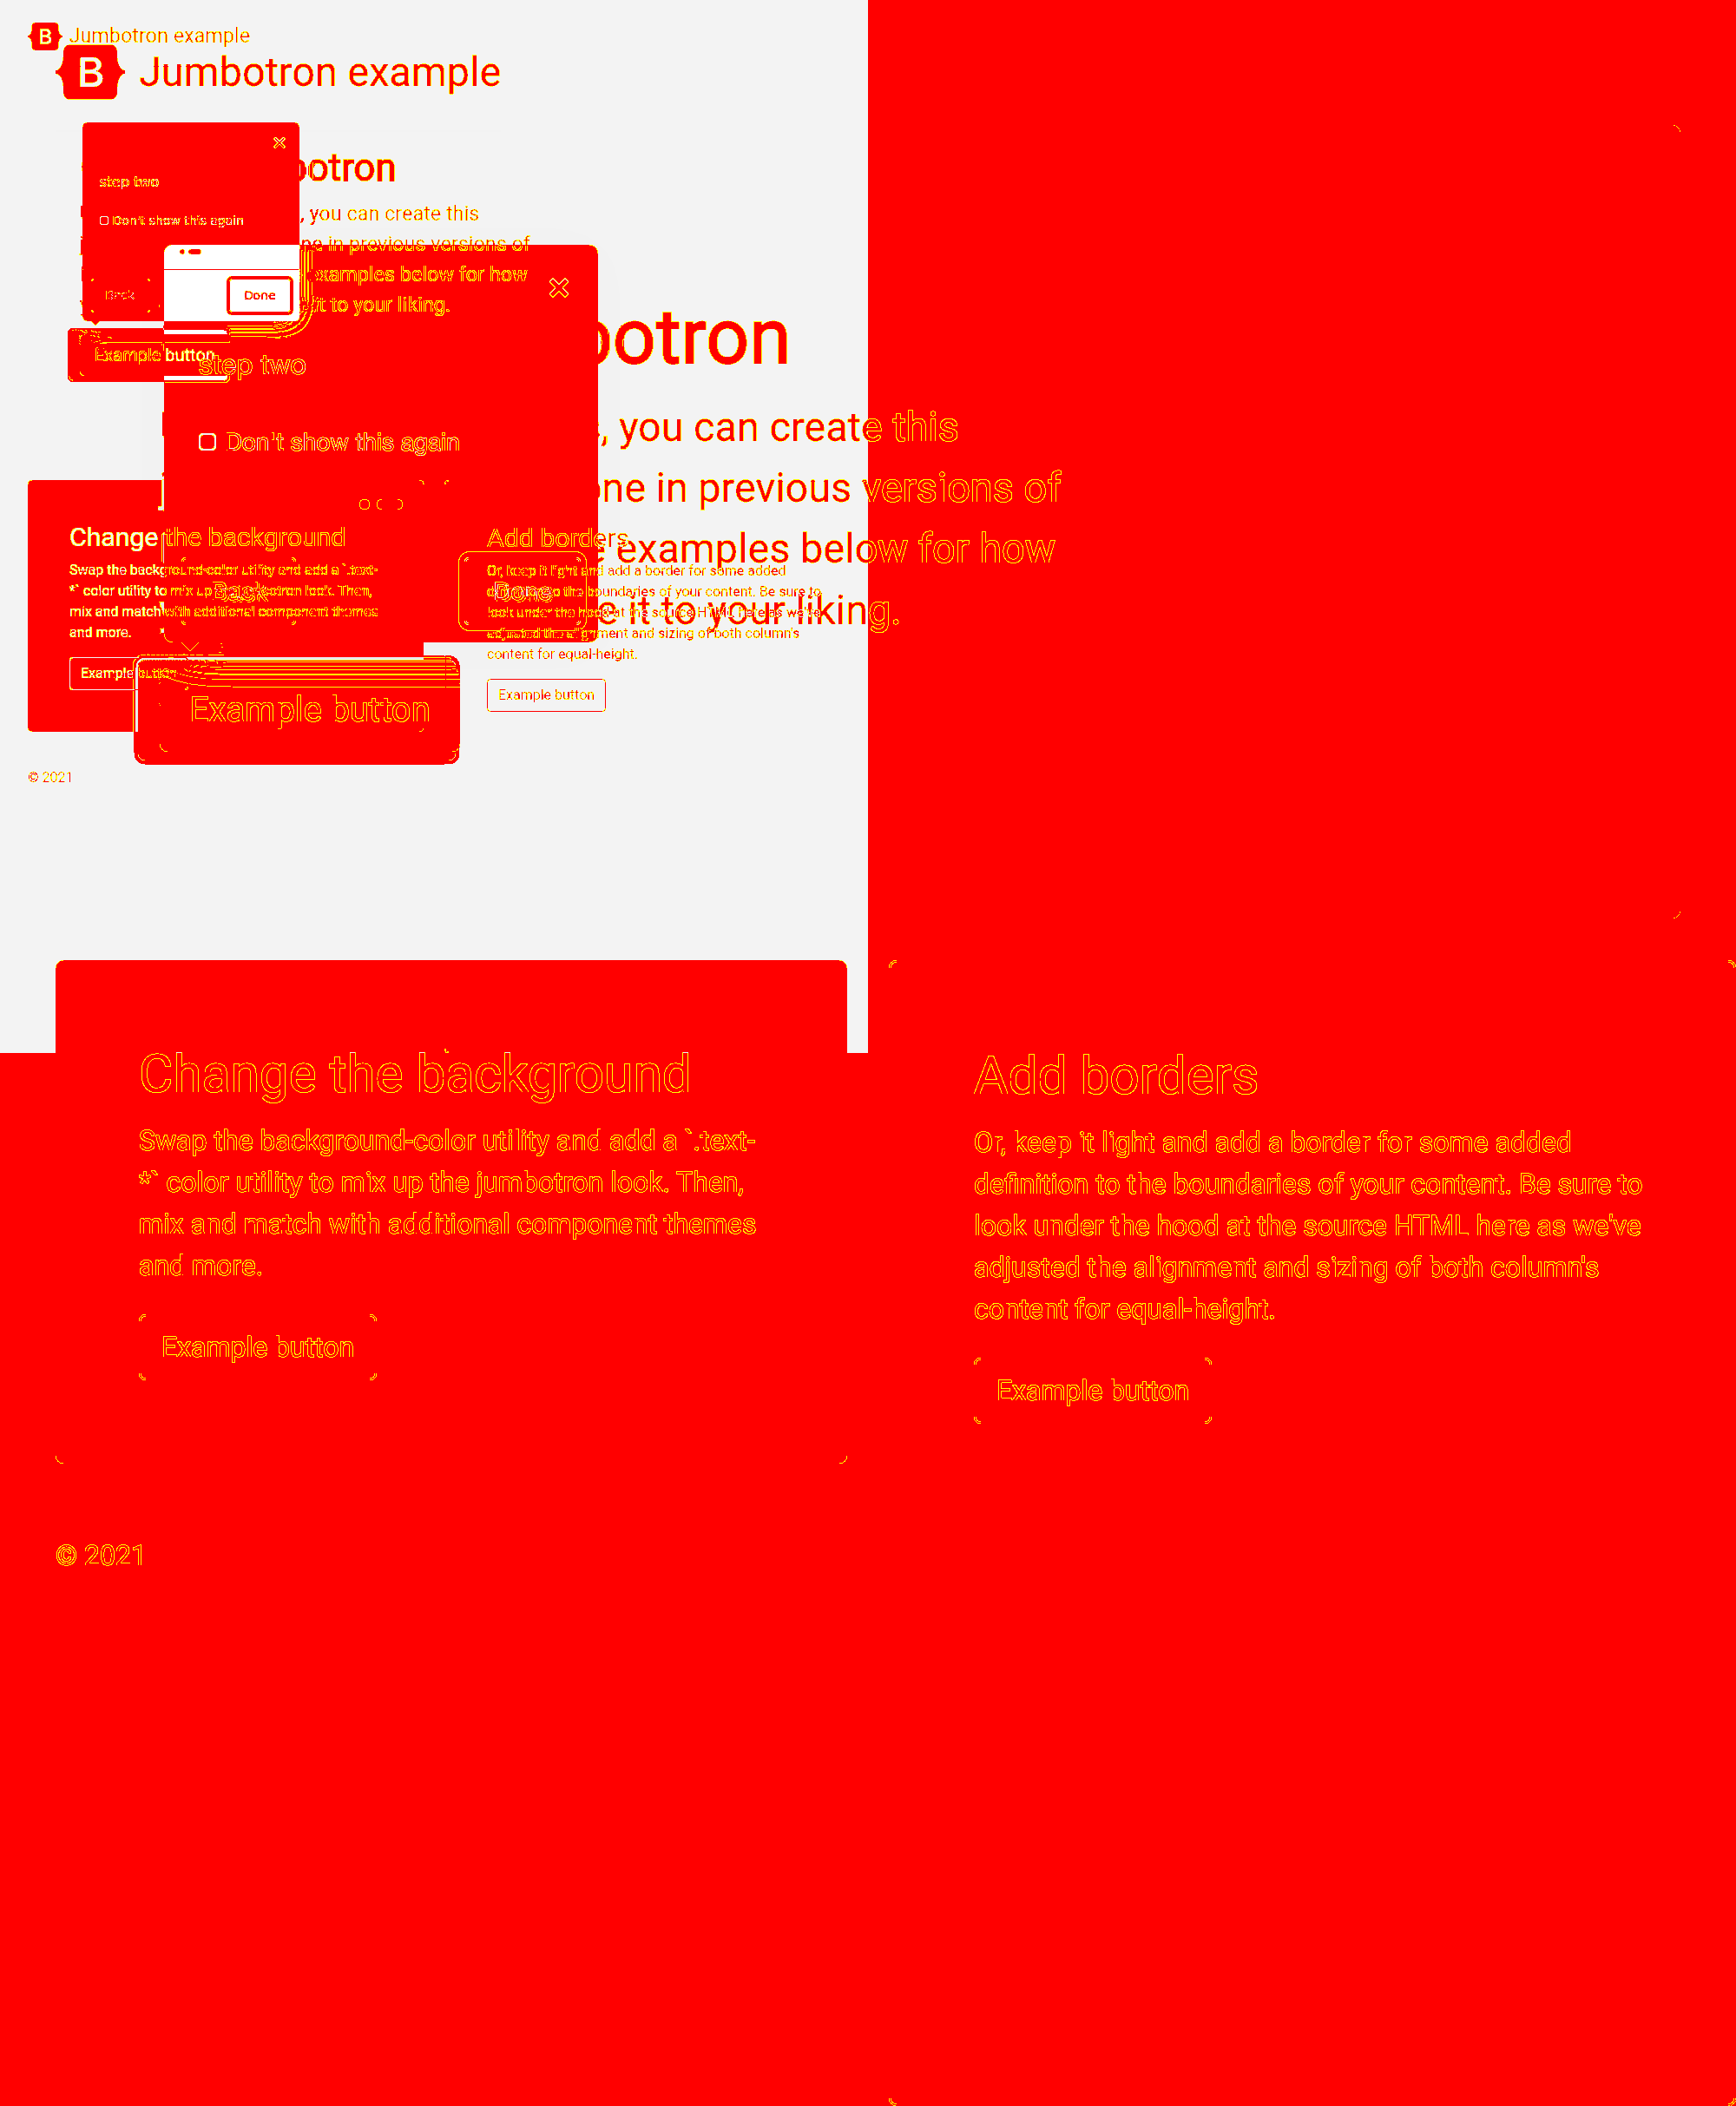 B Jumbotron example
B Jumbotron example
step two
Don't show this again
Back
Done
Example button
botron
, you can create this
ne in previous versions of
examples below for how
it to your liking.
step two
Don't show this again
Back
Done
Example button
botron
, you can create this
ne in previous versions of
examples below for how
e it to your liking.
Change the background
Swap the background-color utility and add a `.text-
*` color utility to mix up the jumbotron look. Then,
mix and match with additional component themes
and more.
Example button
Add borders
Or, keep it light and add a border for some added
definition to the boundaries of your content. Be sure to
look under the hood at the source HTML here as we've
adjusted the alignment and sizing of both column's
content for equal-height.
Example button
© 2021
Change the background
Swap the background-color utility and add a `.text-
*` color utility to mix up the jumbotron look. Then,
mix and match with additional component themes
and more.
Example button
Add borders
Or, keep it light and add a border for some added
definition to the boundaries of your content. Be sure to
look under the hood at the source HTML here as we've
adjusted the alignment and sizing of both column's
content for equal-height.
Example button
© 2021